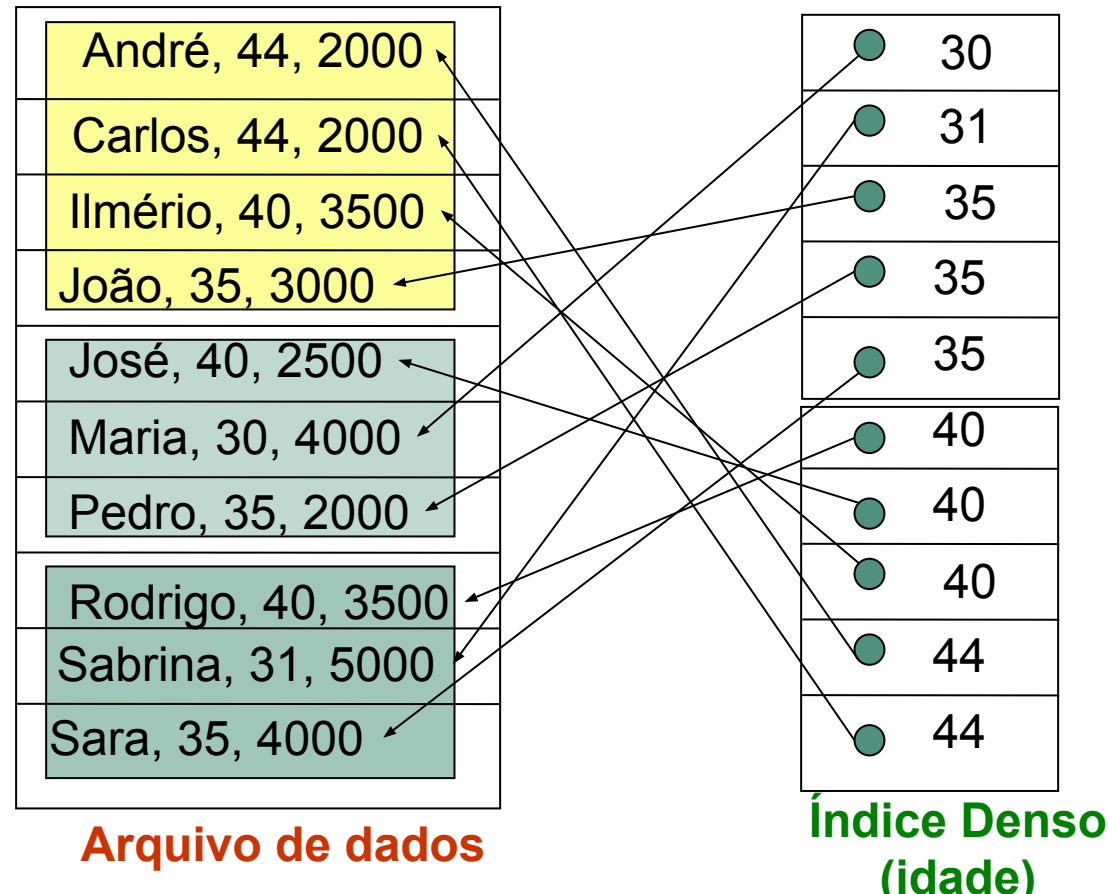 André, 44, 2000
Carlos, 44, 2000
Ilmério, 40, 3500
João, 35, 3000
José, 40, 2500
Maria, 30, 4000
Pedro, 35, 2000
Rodrigo, 40, 3500
Sabrina, 31, 5000
Sara, 35, 4000
Arquivo de dados
30
31
35
35
35
40
40
40
44
44
Índice Denso
(idade)